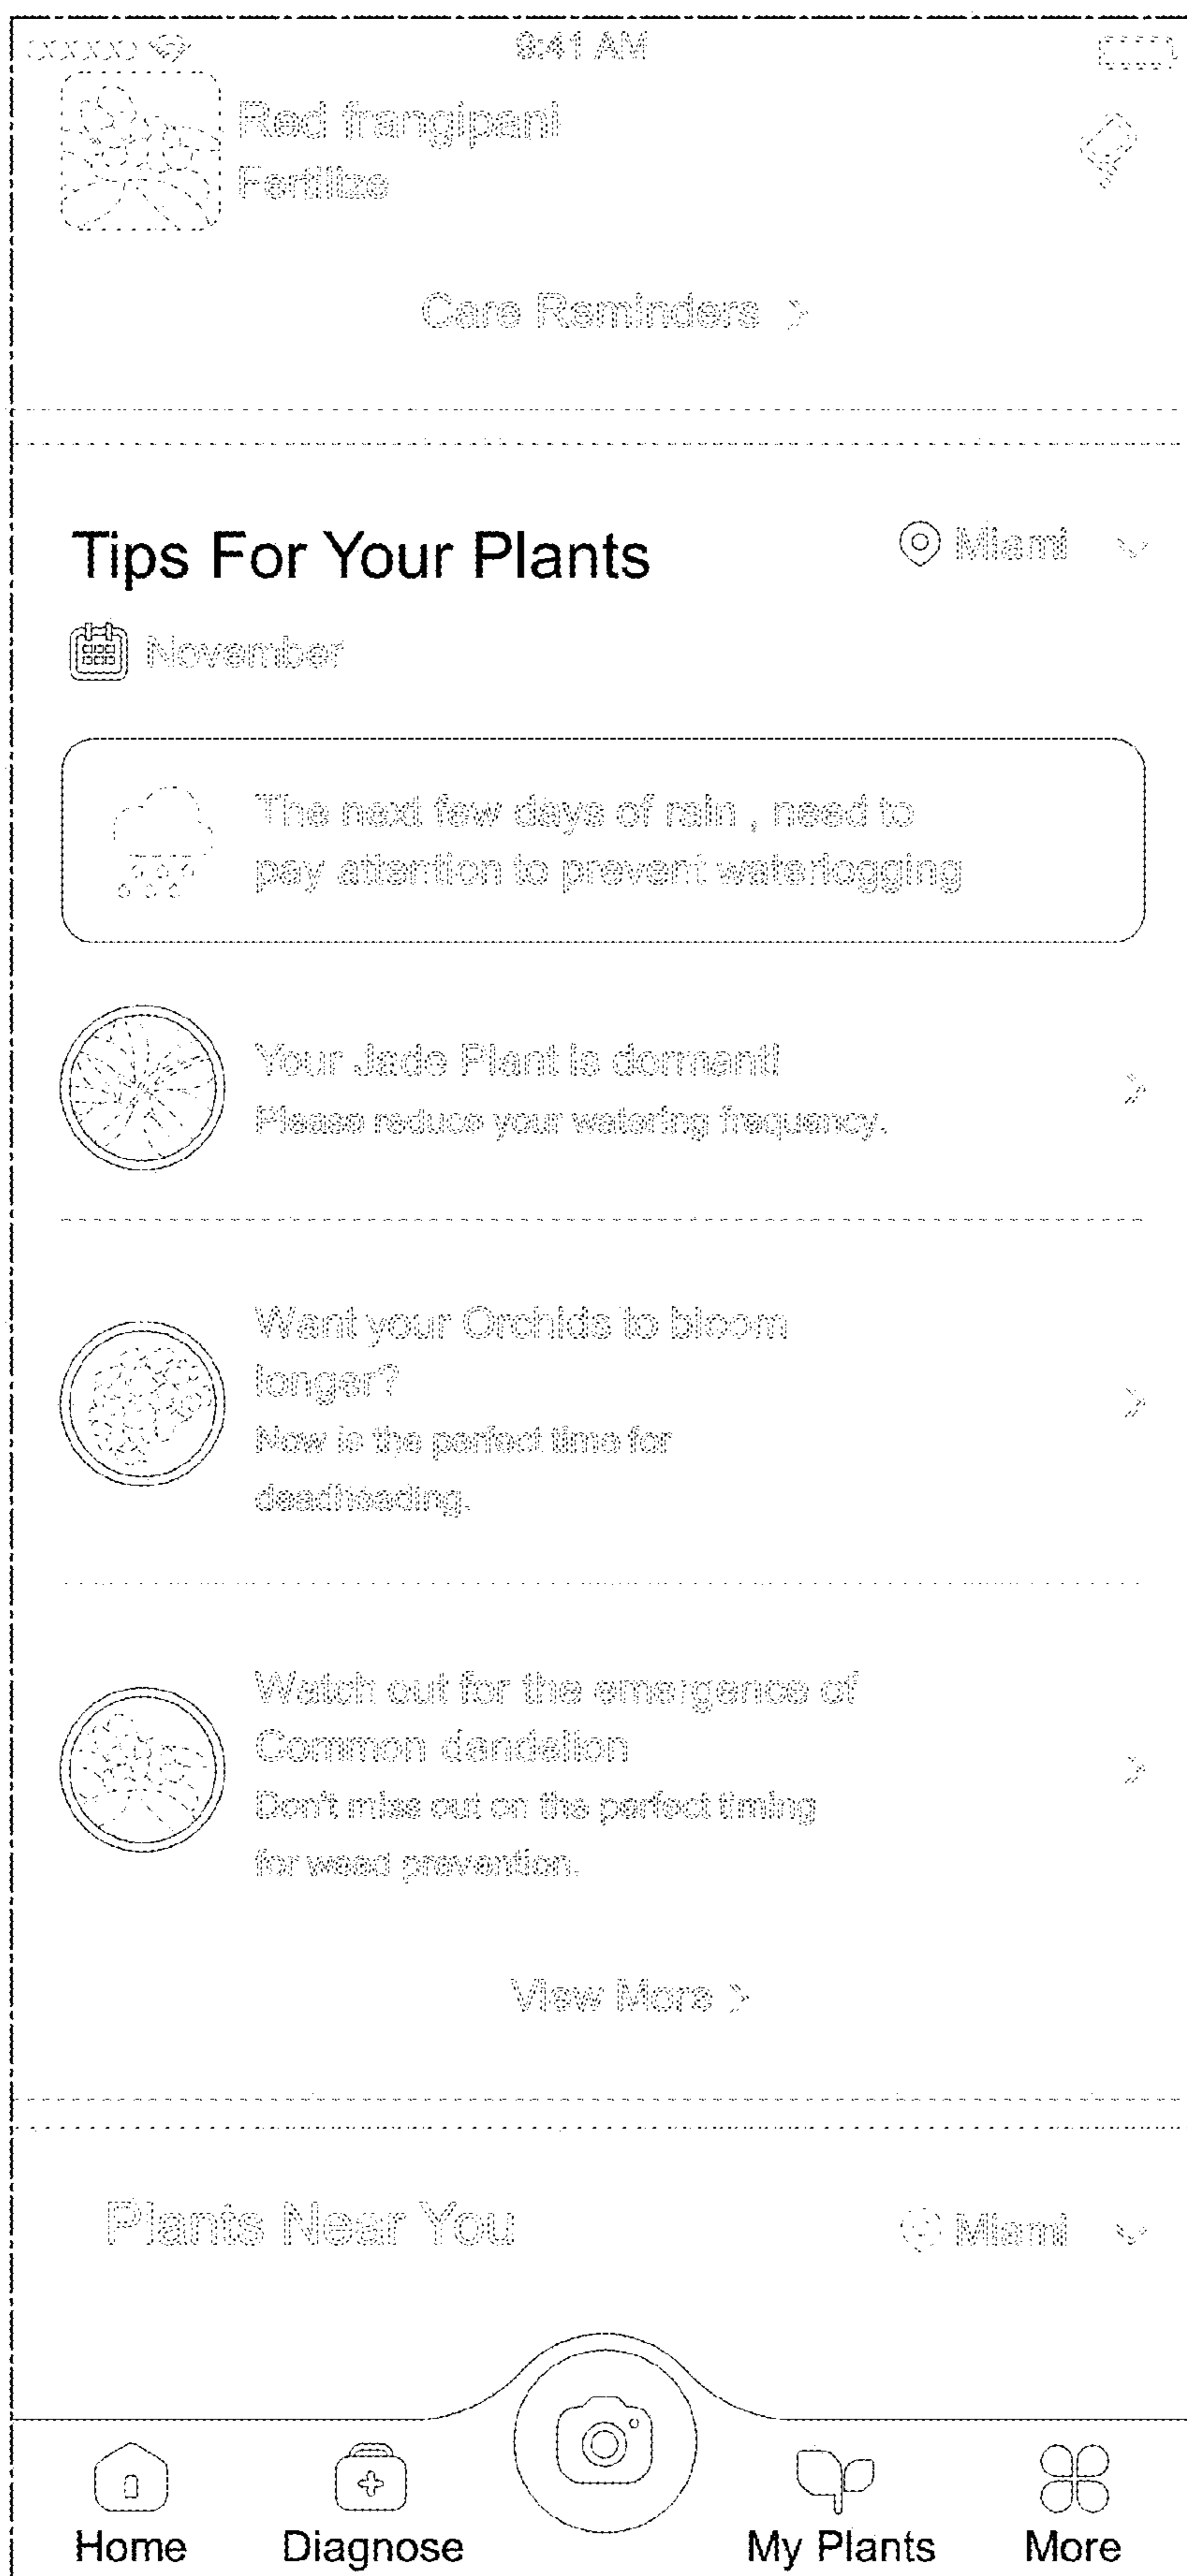 9:41 AM
Red frangipani
Fertilize
Care Reminders >
Tips For Your Plants
Miami
November
The next few days of rain , need to
pay attention to prevent waterlogging
Your Jade Plant is dormant!
Please reduce your watering frequency.
Want your Orchids to bloom
longer?
Now is the perfect time for
deadheading.
Watch out for the emergence of
Common dandelion
Don't miss out on the perfect timing
for weed prevention.
View More >
Plants Near You
Miami
Home
Diagnose
My Plants
More